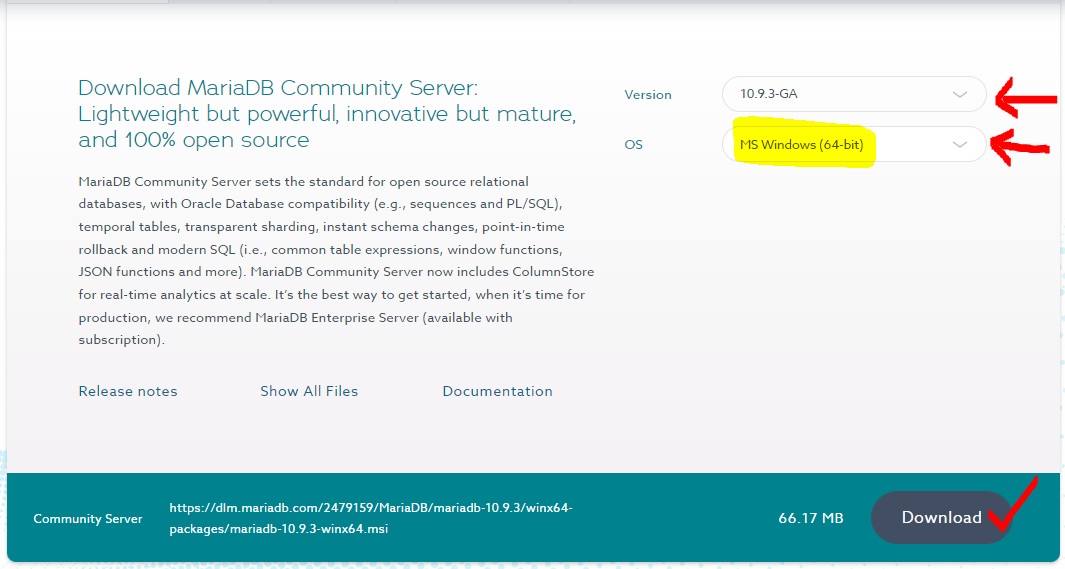 Download MariaDB Community Server:
Lightweight but powerful, innovative but mature,
and 100% open source
MariaDB Community Server sets the standard for open source relational
databases, with Oracle Database compatibility (e.g., sequences and PL/SQL),
temporal tables, transparent sharding, instant schema changes, point-in-time
rollback and modern SQL (i.e., common table expressions, window functions,
JSON functions and more). MariaDB Community Server now includes ColumnStore
for real-time analytics at scale. It’s the best way to get started, when it’s time for
production, we recommend MariaDB Enterprise Server (available with
subscription).
Release notes
Show All Files
Documentation
Version
10.9.3-GA
OS
MS Windows (64-bit)
Community Server
https://dlm.mariadb.com/2479159/MariaDB/mariadb-10.9.3/winx64-
packages/mariadb-10.9.3-winx64.msi
66.17 MB
Download